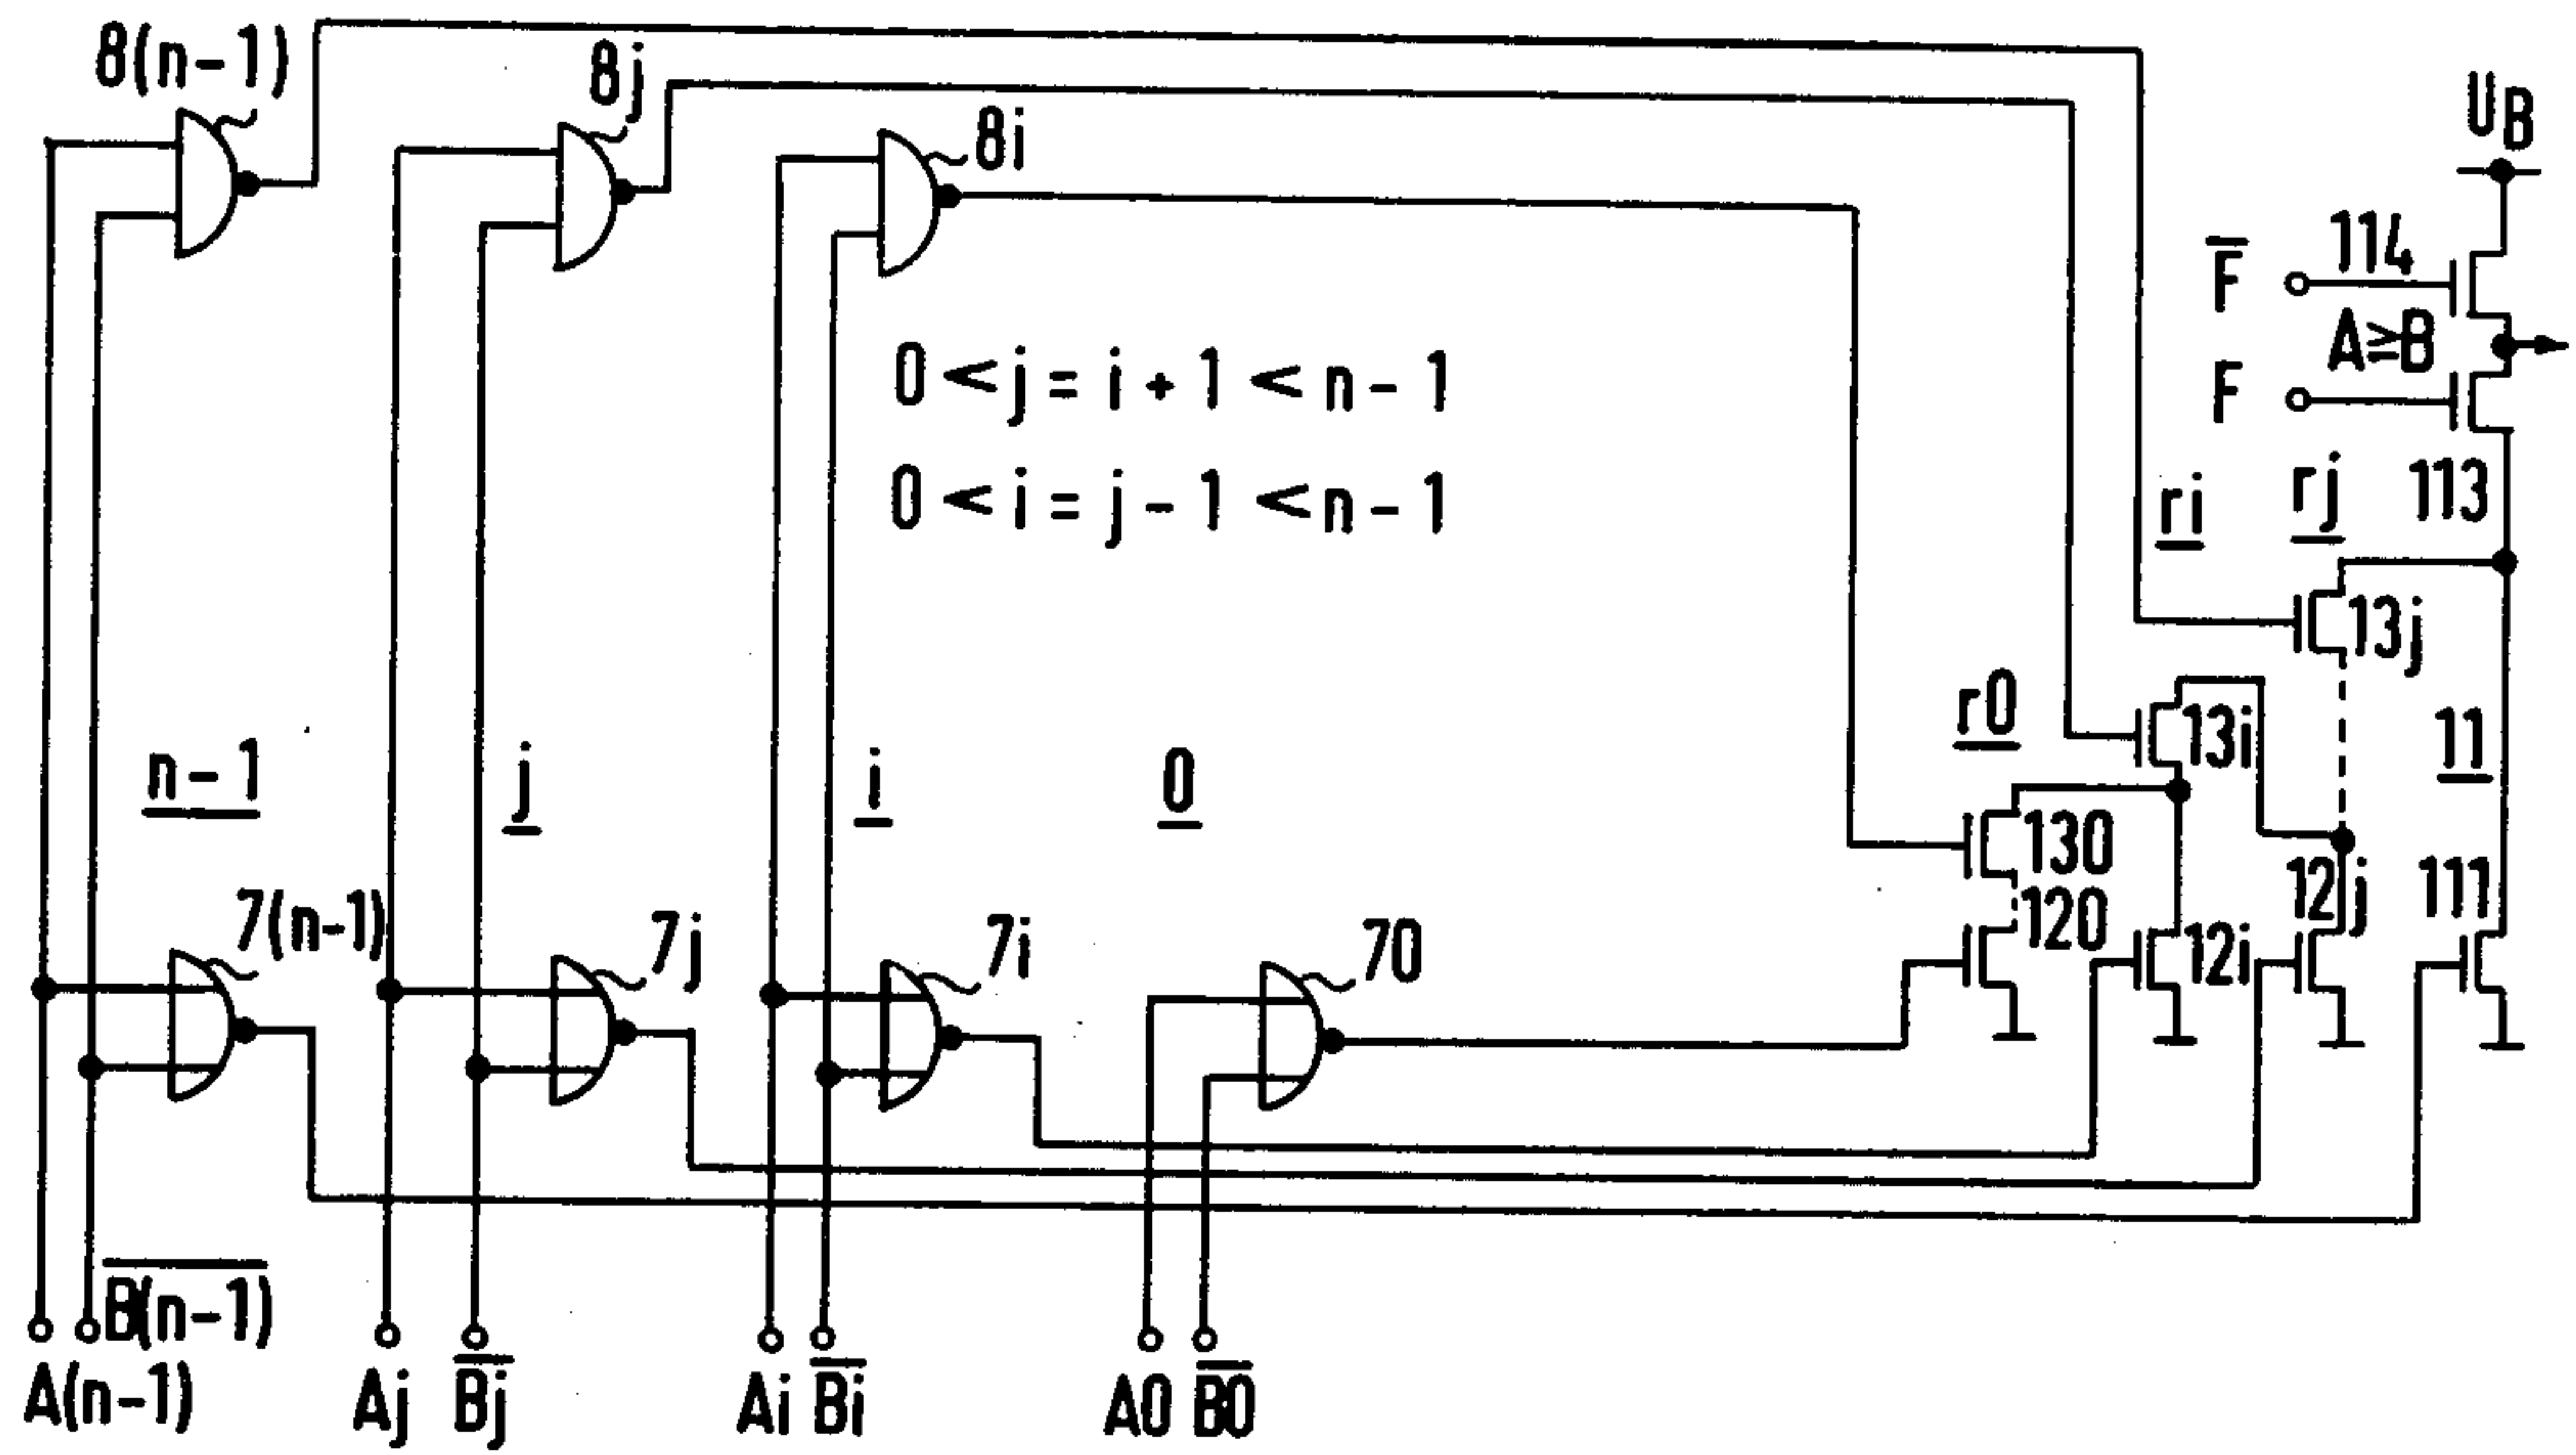 8(n-1)
8j
8i
U_B
F̅
114
A≥B
F
0 < j = i + 1 < n - 1
0 < i = j - 1 < n - 1
ri
rj
113
13j
r0
13i
11
n-1
j
i
0
130
120
12i
12j
111
7(n-1)
7j
7i
70
B̅(̅n̅-̅1̅)̅
A(n-1)
Aj
B̅j̅
Ai
B̅i̅
A0
B̅0̅